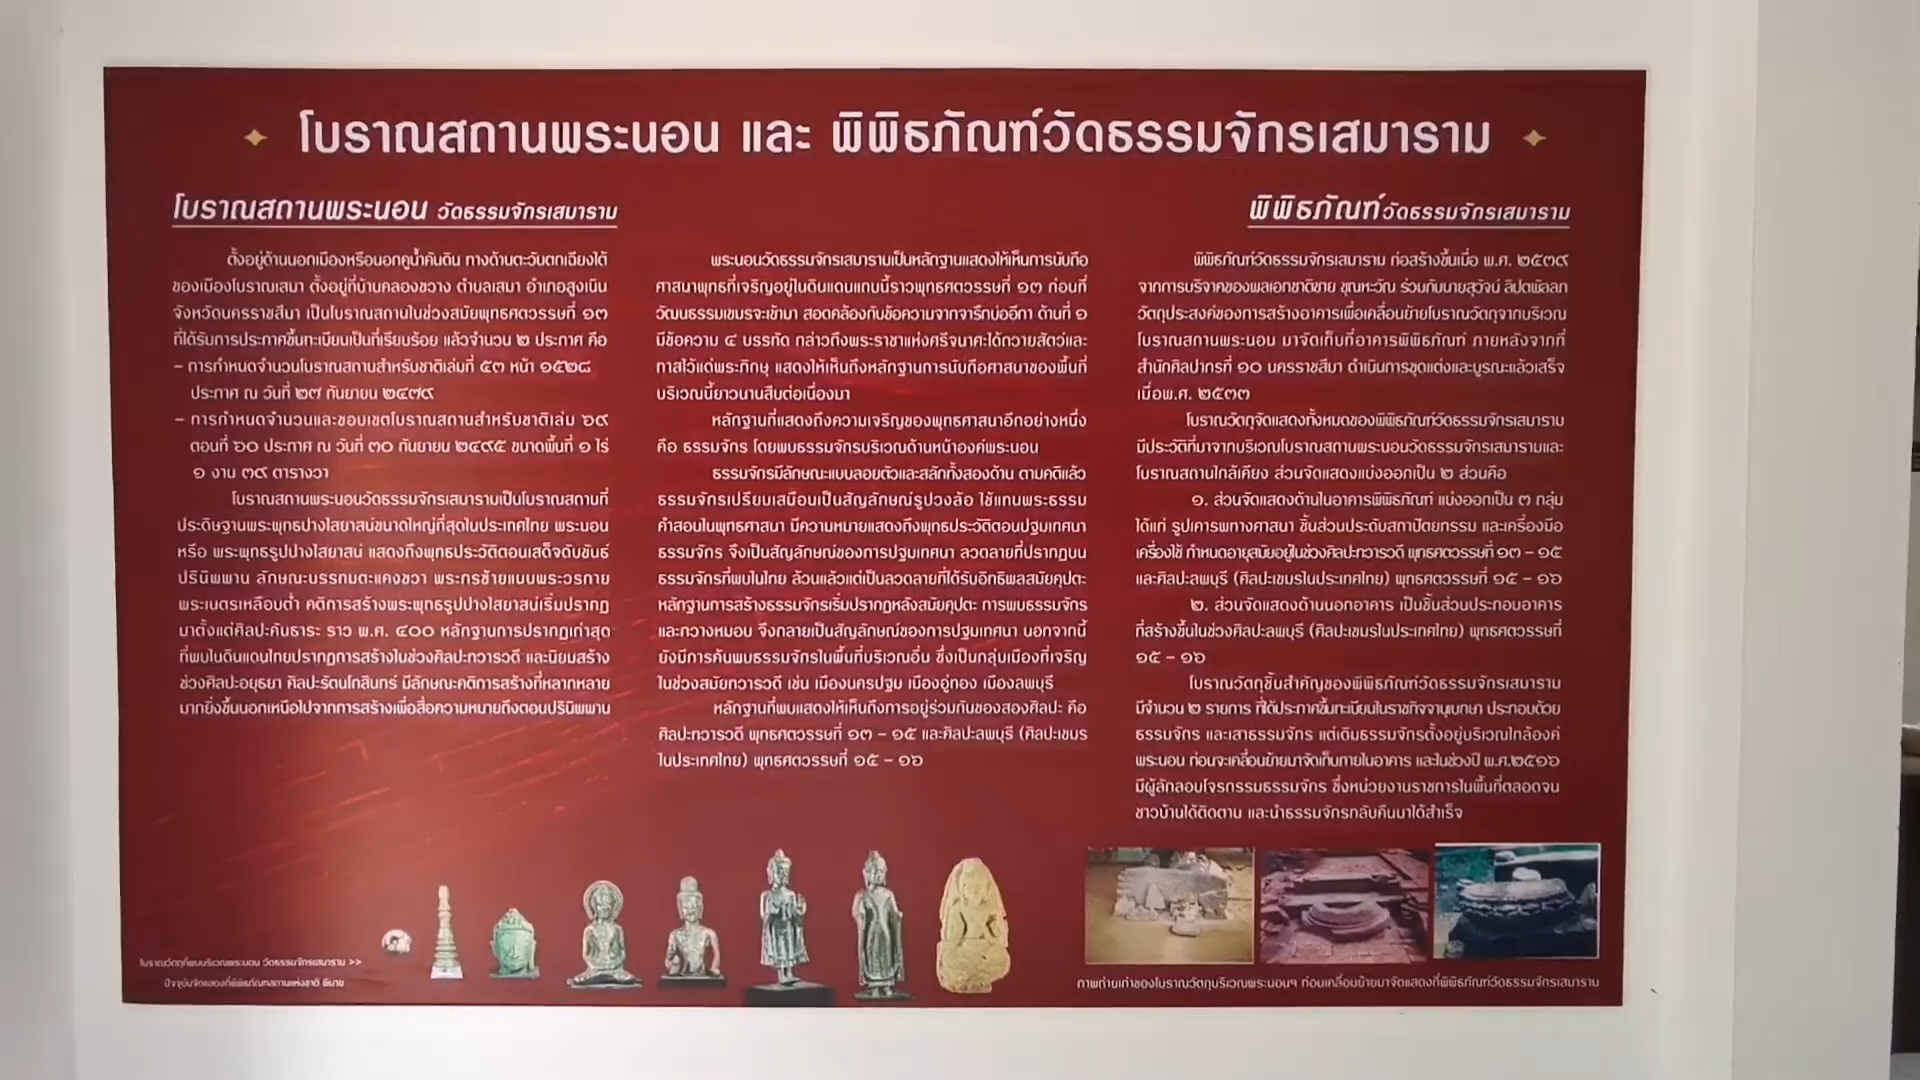 โบราณสถานพระนอน และ พิพิธภัณฑ์วัดธรรมจักรเสมาราม
โบราณสถานพระนอน วัดธรรมจักรเสมาราม
ตั้งอยู่ด้านนอกเมืองหรือนอกคูน้ำคันดิน ทางด้านตะวันตกเฉียงใต้
ของเมืองโบราณเสมา ตั้งอยู่ที่บ้านคลองขวาง ตำบลเสมา อำเภอสูงเนิน
จังหวัดนครราชสีมา เป็นโบราณสถานในช่วงสมัยพุทธศตวรรษที่ ๑๓
ที่ได้รับการประกาศขึ้นทะเบียนเป็นที่เรียบร้อย แล้วจำนวน ๒ ประกาศ คือ
– การกำหนดจำนวนโบราณสถานสำหรับชาติเล่มที่ ๕๓ หน้า ๑๕๒๘
ประกาศ ณ วันที่ ๒๗ กันยายน ๒๔๗๙
– การกำหนดจำนวนและขอบเขตโบราณสถานสำหรับชาติเล่ม ๖๙
ตอนที่ ๖๐ ประกาศ ณ วันที่ ๓๐ กันยายน ๒๔๙๕ ขนาดพื้นที่ ๑ ไร่
๑ งาน ๓๙ ตารางวา
โบราณสถานพระนอนวัดธรรมจักรเสมารามเป็นโบราณสถานที่
ประดิษฐานพระพุทธปางไสยาสน์ขนาดใหญ่ที่สุดในประเทศไทย พระนอน
หรือ พระพุทธรูปปางไสยาสน์ แสดงถึงพุทธประวัติตอนเสด็จดับขันธ์
ปรินิพพาน ลักษณะบรรทมตะแคงขวา พระกรซ้ายแนบพระวรกาย
พระเนตรเหลือบต่ำ คติการสร้างพระพุทธรูปปางไสยาสน์เริ่มปรากฏ
มาตั้งแต่ศิลปะคันธาระ ราว พ.ศ. ๔๐๐ หลักฐานการปรากฏเก่าสุด
ที่พบในดินแดนไทยปรากฏการสร้างในช่วงศิลปะทวารวดี และนิยมสร้าง
ช่วงศิลปะอยุธยา ศิลปะรัตนโกสินทร์ มีลักษณะคติการสร้างที่หลากหลาย
มากยิ่งขึ้นนอกเหนือไปจากการสร้างเพื่อสื่อความหมายถึงตอนปรินิพพาน
พระนอนวัดธรรมจักรเสมารามเป็นหลักฐานแสดงให้เห็นการนับถือ
ศาสนาพุทธที่เจริญอยู่ในดินแดนแถบนี้ราวพุทธศตวรรษที่ ๑๓ ก่อนที่
วัฒนธรรมเขมรจะเข้ามา สอดคล้องกับข้อความจากจารึกบ่ออีกา ด้านที่ ๑
มีข้อความ ๔ บรรทัด กล่าวถึงพระราชาแห่งศรีจนาศะได้ถวายสัตว์และ
ทาสไว้แด่พระภิกษุ แสดงให้เห็นถึงหลักฐานการนับถือศาสนาของพื้นที่
บริเวณนี้ยาวนานสืบต่อเนื่องมา
หลักฐานที่แสดงถึงความเจริญของพุทธศาสนาอีกอย่างหนึ่ง
คือ ธรรมจักร โดยพบธรรมจักรบริเวณด้านหน้าองค์พระนอน
ธรรมจักรมีลักษณะแบบลอยตัวและสลักทั้งสองด้าน ตามคติแล้ว
ธรรมจักรเปรียบเสมือนเป็นสัญลักษณ์รูปวงล้อ ใช้แทนพระธรรม
คำสอนในพุทธศาสนา มีความหมายแสดงถึงพุทธประวัติตอนปฐมเทศนา
ธรรมจักร จึงเป็นสัญลักษณ์ของการปฐมเทศนา ลวดลายที่ปรากฏบน
ธรรมจักรที่พบในไทย ล้วนแล้วแต่เป็นลวดลายที่ได้รับอิทธิพลสมัยคุปตะ
หลักฐานการสร้างธรรมจักรเริ่มปรากฏหลังสมัยคุปตะ การพบธรรมจักร
และกวางหมอบ จึงกลายเป็นสัญลักษณ์ของการปฐมเทศนา นอกจากนี้
ยังมีการค้นพบธรรมจักรในพื้นที่บริเวณอื่น ซึ่งเป็นกลุ่มเมืองที่เจริญ
ในช่วงสมัยทวารวดี เช่น เมืองนครปฐม เมืองอู่ทอง เมืองลพบุรี
หลักฐานที่พบแสดงให้เห็นถึงการอยู่ร่วมกันของสองศิลปะ คือ
ศิลปะทวารวดี พุทธศตวรรษที่ ๑๓ – ๑๕ และศิลปะลพบุรี (ศิลปะเขมร
ในประเทศไทย) พุทธศตวรรษที่ ๑๕ – ๑๖
พิพิธภัณฑ์วัดธรรมจักรเสมาราม
พิพิธภัณฑ์วัดธรรมจักรเสมาราม ก่อสร้างขึ้นเมื่อ พ.ศ. ๒๕๓๙
จากการบริจาคของพลเอกชาติชาย ชุณหะวัณ ร่วมกับนายสุวัจน์ ลิปตพัลลภ
วัตถุประสงค์ของการสร้างอาคารเพื่อเคลื่อนย้ายโบราณวัตถุจากบริเวณ
โบราณสถานพระนอน มาจัดเก็บที่อาคารพิพิธภัณฑ์ ภายหลังจากที่
สำนักศิลปากรที่ ๑๐ นครราชสีมา ดำเนินการขุดแต่งและบูรณะแล้วเสร็จ
เมื่อพ.ศ. ๒๕๓๓
โบราณวัตถุจัดแสดงทั้งหมดของพิพิธภัณฑ์วัดธรรมจักรเสมาราม
มีประวัติที่มาจากบริเวณโบราณสถานพระนอนวัดธรรมจักรเสมารามและ
โบราณสถานใกล้เคียง ส่วนจัดแสดงแบ่งออกเป็น ๒ ส่วนคือ
๑. ส่วนจัดแสดงด้านในอาคารพิพิธภัณฑ์ แบ่งออกเป็น ๓ กลุ่ม
ได้แก่ รูปเคารพทางศาสนา ชิ้นส่วนประดับสถาปัตยกรรม และเครื่องมือ
เครื่องใช้ กำหนดอายุสมัยอยู่ในช่วงศิลปะทวารวดี พุทธศตวรรษที่ ๑๓ – ๑๕
และศิลปะลพบุรี (ศิลปะเขมรในประเทศไทย) พุทธศตวรรษที่ ๑๕ – ๑๖
๒. ส่วนจัดแสดงด้านนอกอาคาร เป็นชิ้นส่วนประกอบอาคาร
ที่สร้างขึ้นในช่วงศิลปะลพบุรี (ศิลปะเขมรในประเทศไทย) พุทธศตวรรษที่
๑๕ – ๑๖
โบราณวัตถุชิ้นสำคัญของพิพิธภัณฑ์วัดธรรมจักรเสมาราม
มีจำนวน ๒ รายการ ที่ได้ประกาศขึ้นทะเบียนในราชกิจจานุเบกษา ประกอบด้วย
ธรรมจักร และเสาธรรมจักร แต่เดิมธรรมจักรตั้งอยู่บริเวณใกล้องค์
พระนอน ก่อนจะเคลื่อนย้ายมาจัดเก็บภายในอาคาร และในช่วงปี พ.ศ.๒๕๑๖
มีผู้ลักลอบโจรกรรมธรรมจักร ซึ่งหน่วยงานราชการในพื้นที่ตลอดจน
ชาวบ้านได้ติดตาม และนำธรรมจักรกลับคืนมาได้สำเร็จ
โบราณวัตถุที่พบบริเวณพระนอน วัดธรรมจักรเสมาราม >>
ปัจจุบันจัดแสดงที่พิพิธภัณฑสถานแห่งชาติ พิมาย
ภาพถ่ายเก่าของโบราณวัตถุบริเวณพระนอนฯ ก่อนเคลื่อนย้ายมาจัดแสดงที่พิพิธภัณฑ์วัดธรรมจักรเสมาราม